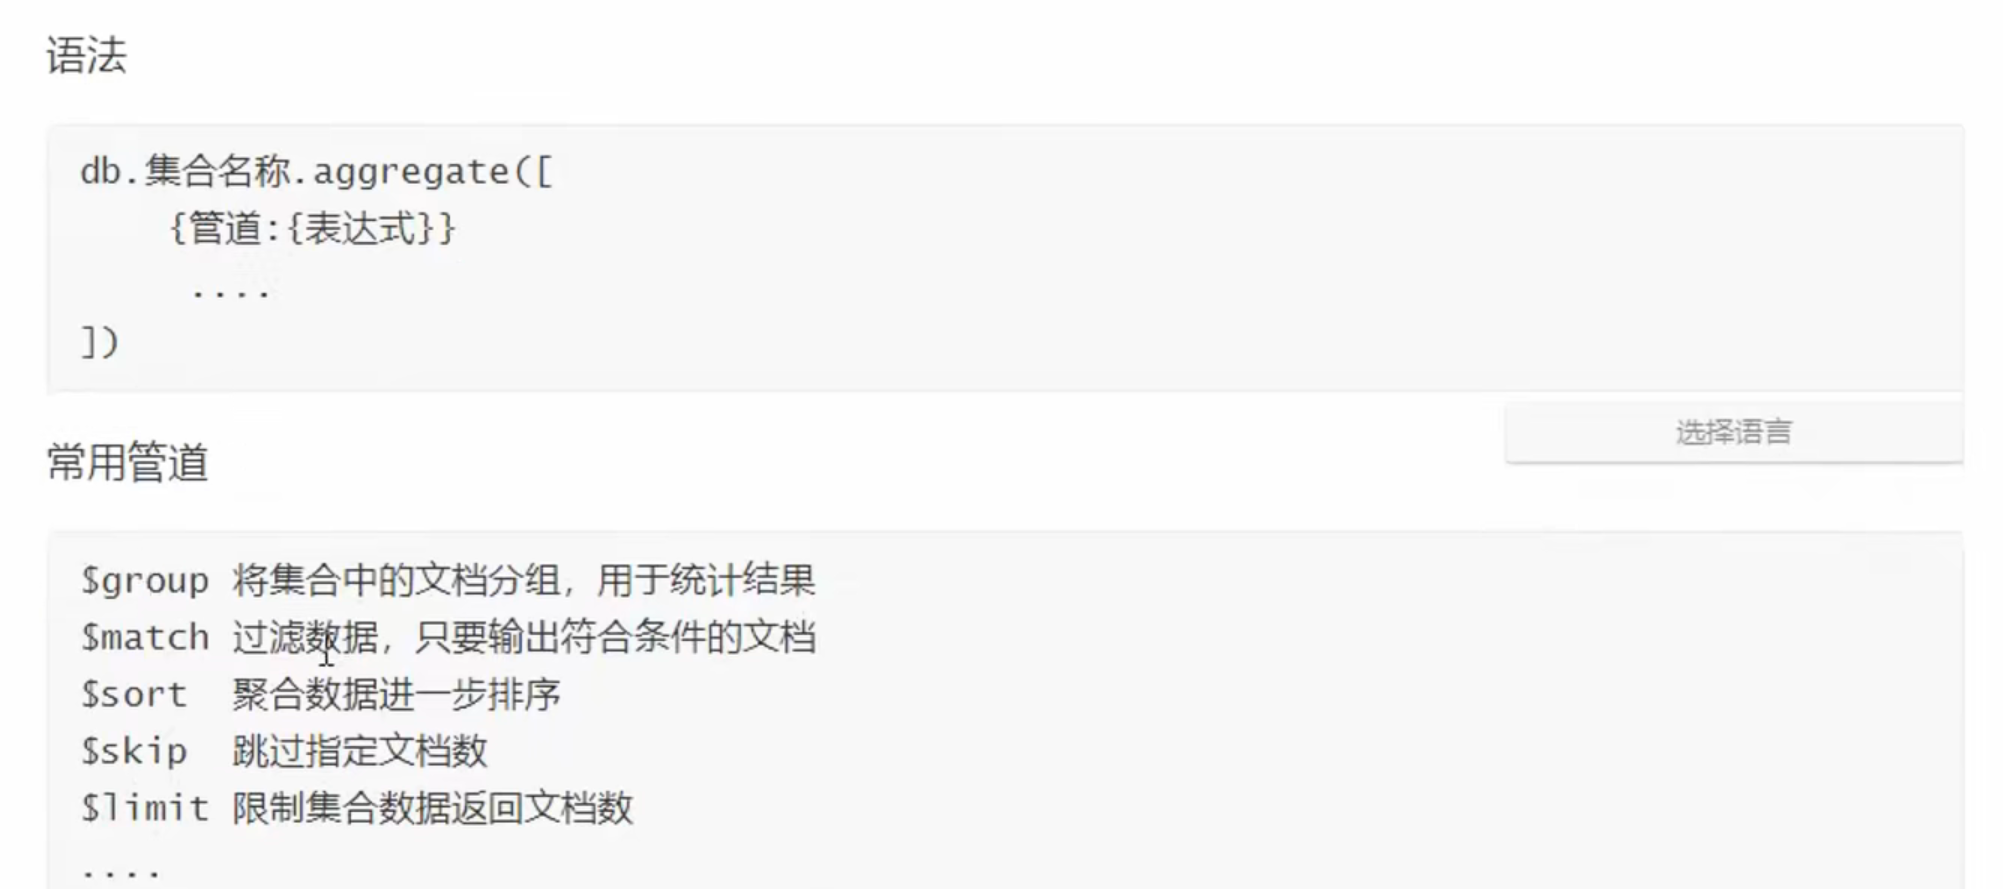 语法
db.集合名称.aggregate([
{管道:{表达式}}
....
])
选择语言
常用管道
$group 将集合中的文档分组，用于统计结果
$match 过滤数据，只要输出符合条件的文档
$sort 聚合数据进一步排序
$skip 跳过指定文档数
$limit 限制集合数据返回文档数
....